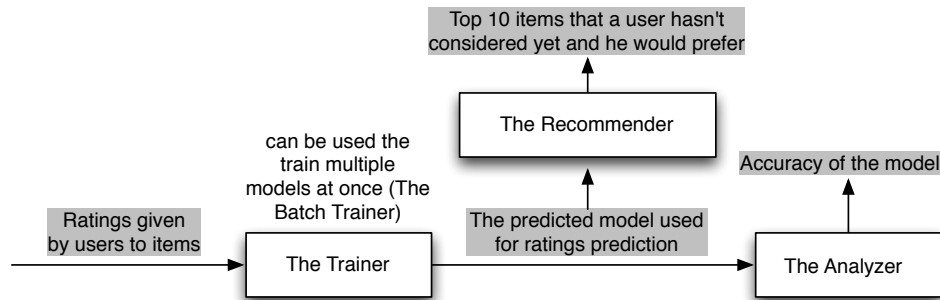 Top 10 items that a user hasn't
considered yet and he would prefer
The Recommender
can be used the
train multiple
models at once (The
Batch Trainer)
Accuracy of the model
Ratings given
by users to items
The predicted model used
for ratings prediction
The Trainer
The Analyzer